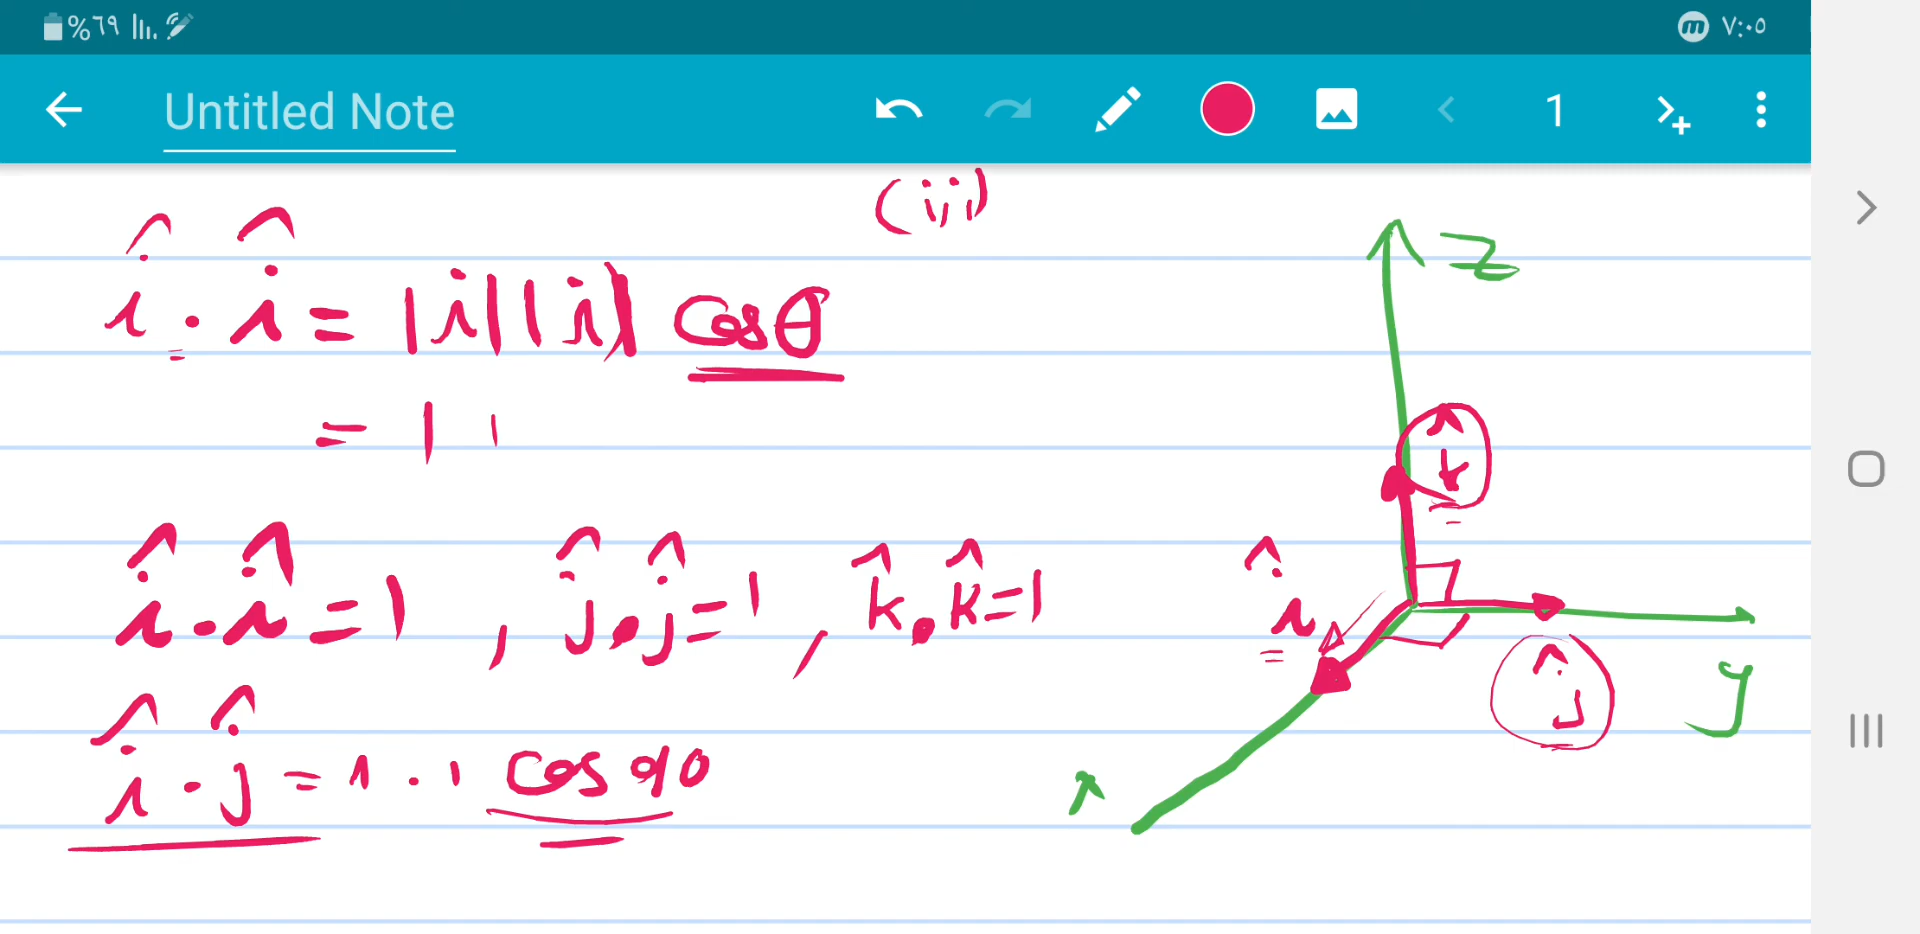 %٦٩ ٧:٠٥
Untitled Note 1
(ii)
î . î = |i||i| cosθ
= 1 1
î . î = 1 , ĵ . ĵ = 1 , k̂ . k̂ = 1
î . ĵ = 1 . 1 cos 90
z
k̂
î
ĵ
y